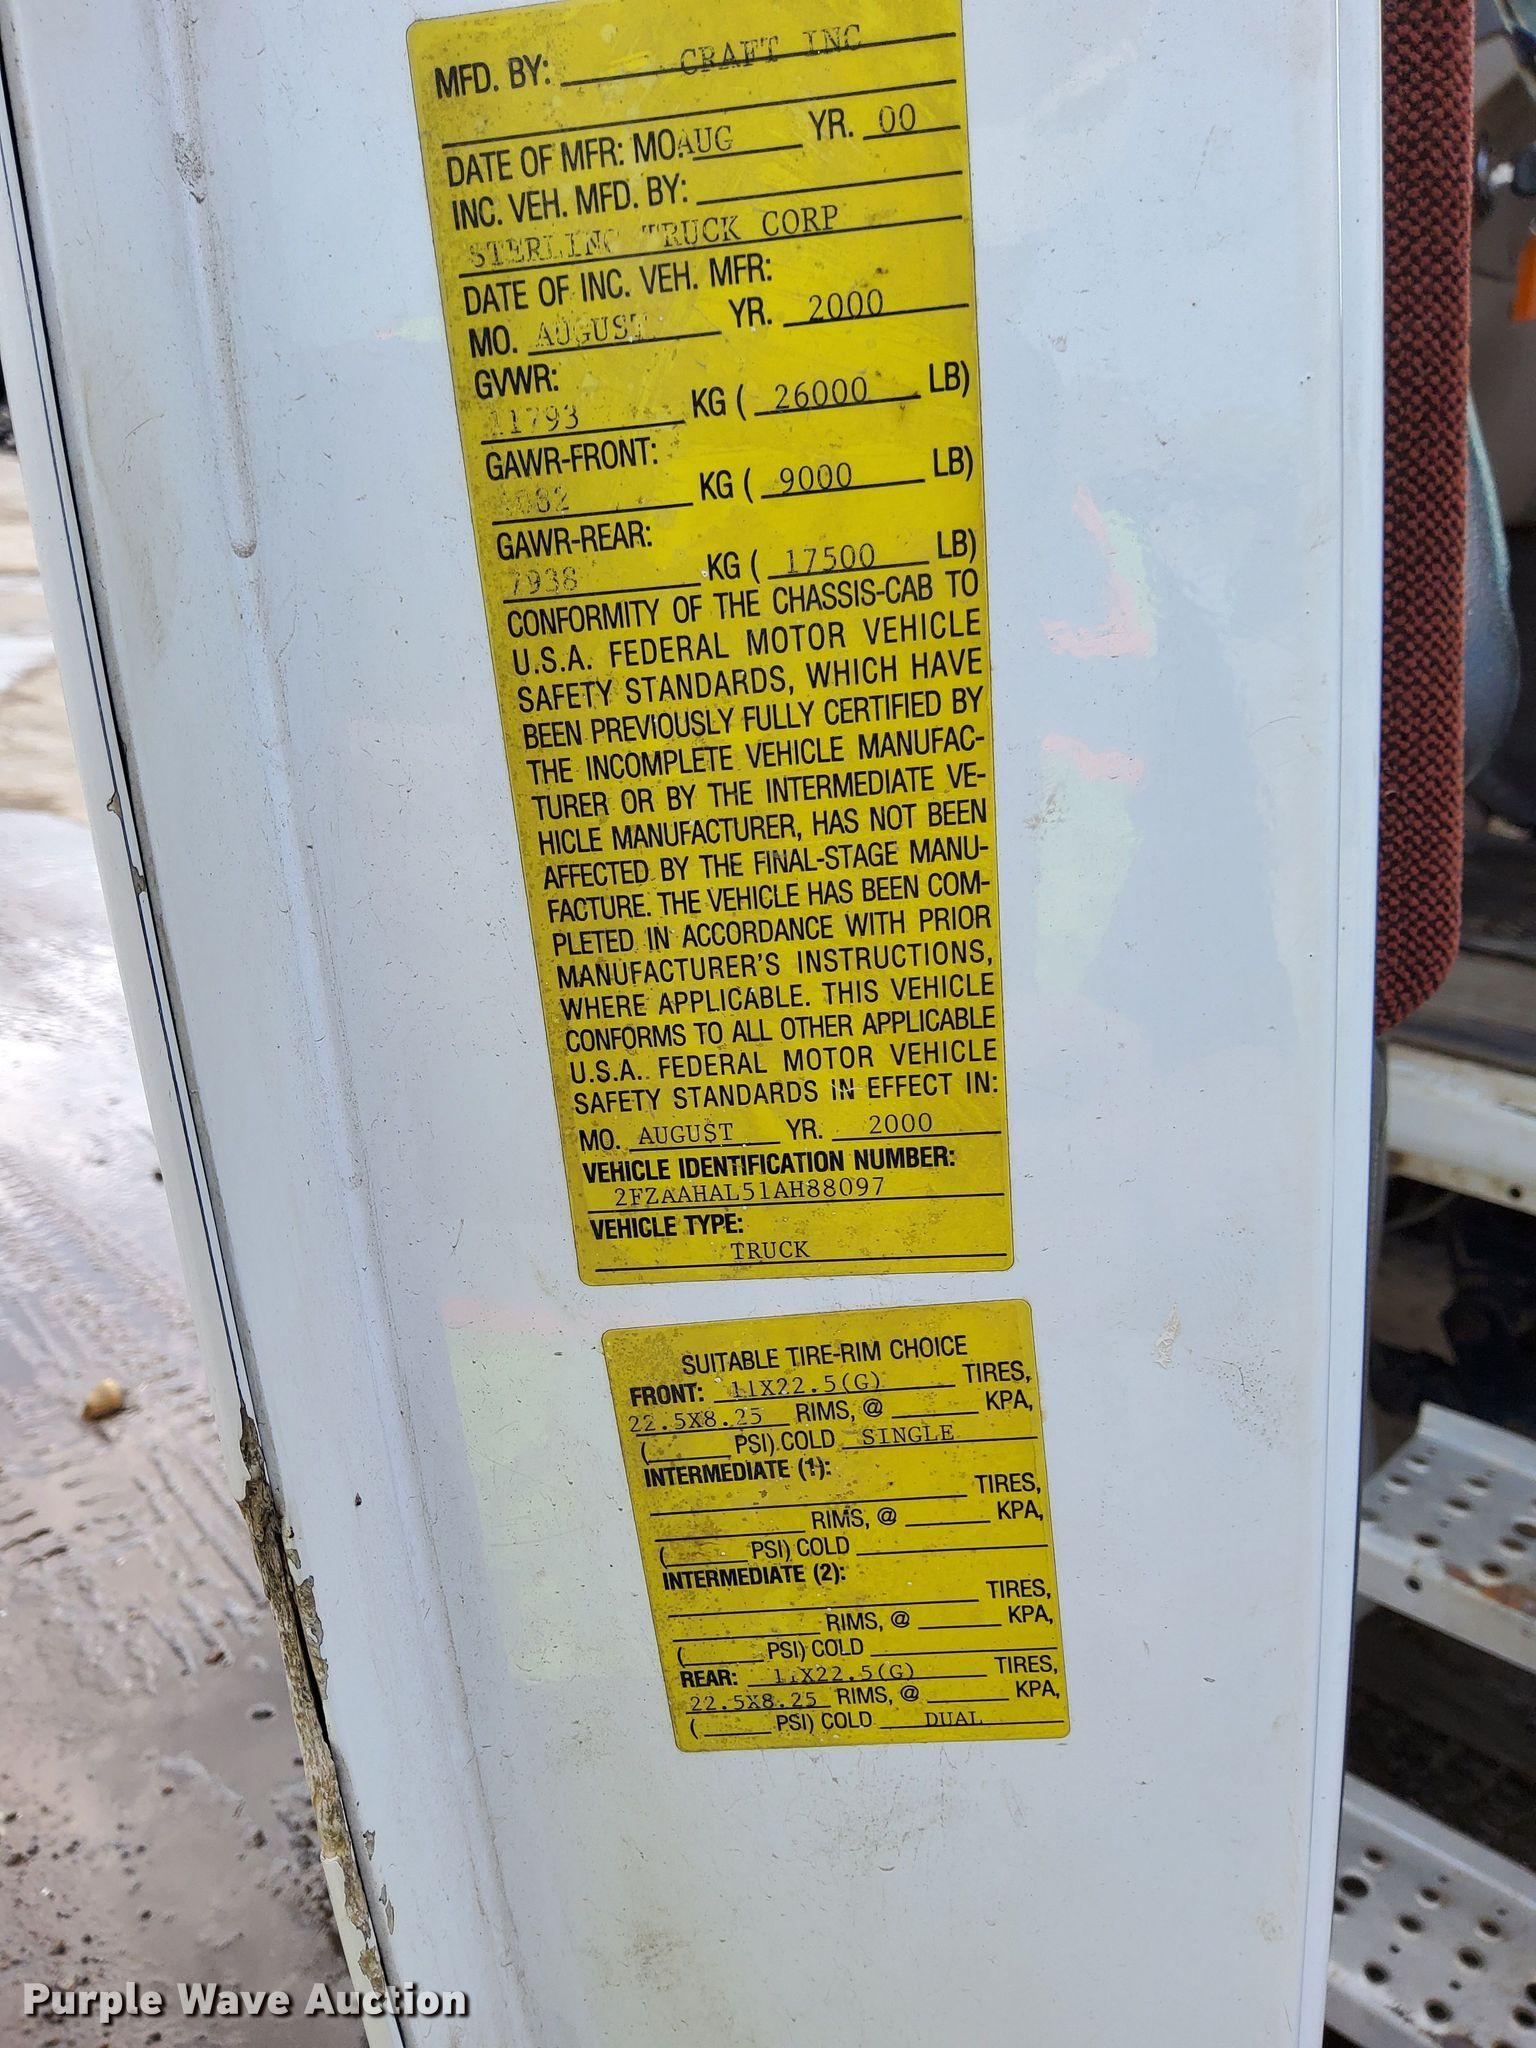 MFD. BY: CRAFT INC
DATE OF MFR: MO. AUG YR. 00
INC. VEH. MFD. BY:
STERLING TRUCK CORP
DATE OF INC. VEH. MFR:
MO. AUGUST YR. 2000
GVWR:
11793 KG ( 26000 LB)
GAWR-FRONT:
4082 KG ( 9000 LB)
GAWR-REAR:
7938 KG ( 17500 LB)
CONFORMITY OF THE CHASSIS-CAB TO
U.S.A. FEDERAL MOTOR VEHICLE
SAFETY STANDARDS, WHICH HAVE
BEEN PREVIOUSLY FULLY CERTIFIED BY
THE INCOMPLETE VEHICLE MANUFAC-
TURER OR BY THE INTERMEDIATE VE-
HICLE MANUFACTURER, HAS NOT BEEN
AFFECTED BY THE FINAL-STAGE MANU-
FACTURE. THE VEHICLE HAS BEEN COM-
PLETED IN ACCORDANCE WITH PRIOR
MANUFACTURER'S INSTRUCTIONS,
WHERE APPLICABLE. THIS VEHICLE
CONFORMS TO ALL OTHER APPLICABLE
U.S.A. FEDERAL MOTOR VEHICLE
SAFETY STANDARDS IN EFFECT IN:
MO. AUGUST YR. 2000
VEHICLE IDENTIFICATION NUMBER:
2FZAAHAL51AH88097
VEHICLE TYPE:
TRUCK
SUITABLE TIRE-RIM CHOICE
FRONT: 11X22.5(G) TIRES,
22.5X8.25 RIMS, @ KPA,
( PSI) COLD SINGLE
INTERMEDIATE (1):
TIRES,
RIMS, @ KPA,
( PSI) COLD
INTERMEDIATE (2):
TIRES,
RIMS, @ KPA,
( PSI) COLD
REAR: 11X22.5(G) TIRES,
22.5X8.25 RIMS, @ KPA,
( PSI) COLD DUAL
Purple Wave Auction